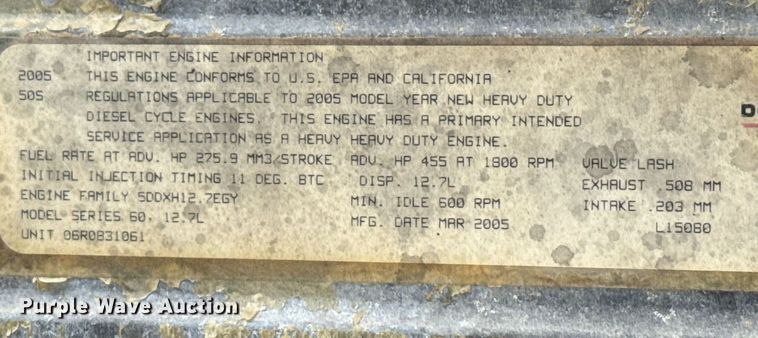 IMPORTANT ENGINE INFORMATION
2005 THIS ENGINE CONFORMS TO U.S. EPA AND CALIFORNIA
50S REGULATIONS APPLICABLE TO 2005 MODEL YEAR NEW HEAVY DUTY
DIESEL CYCLE ENGINES. THIS ENGINE HAS A PRIMARY INTENDED
SERVICE APPLICATION AS A HEAVY HEAVY DUTY ENGINE.
FUEL RATE AT ADV. HP 275.9 MM3/STROKE ADV. HP 455 AT 1800 RPM VALVE LASH
INITIAL INJECTION TIMING 11 DEG. BTC DISP. 12.7L EXHAUST .508 MM
ENGINE FAMILY 5DDXH12.7EGY MIN. IDLE 600 RPM INTAKE .203 MM
MODEL SERIES 60, 12.7L MFG. DATE MAR 2005 L15080
UNIT 06R0831061
Purple Wave Auction